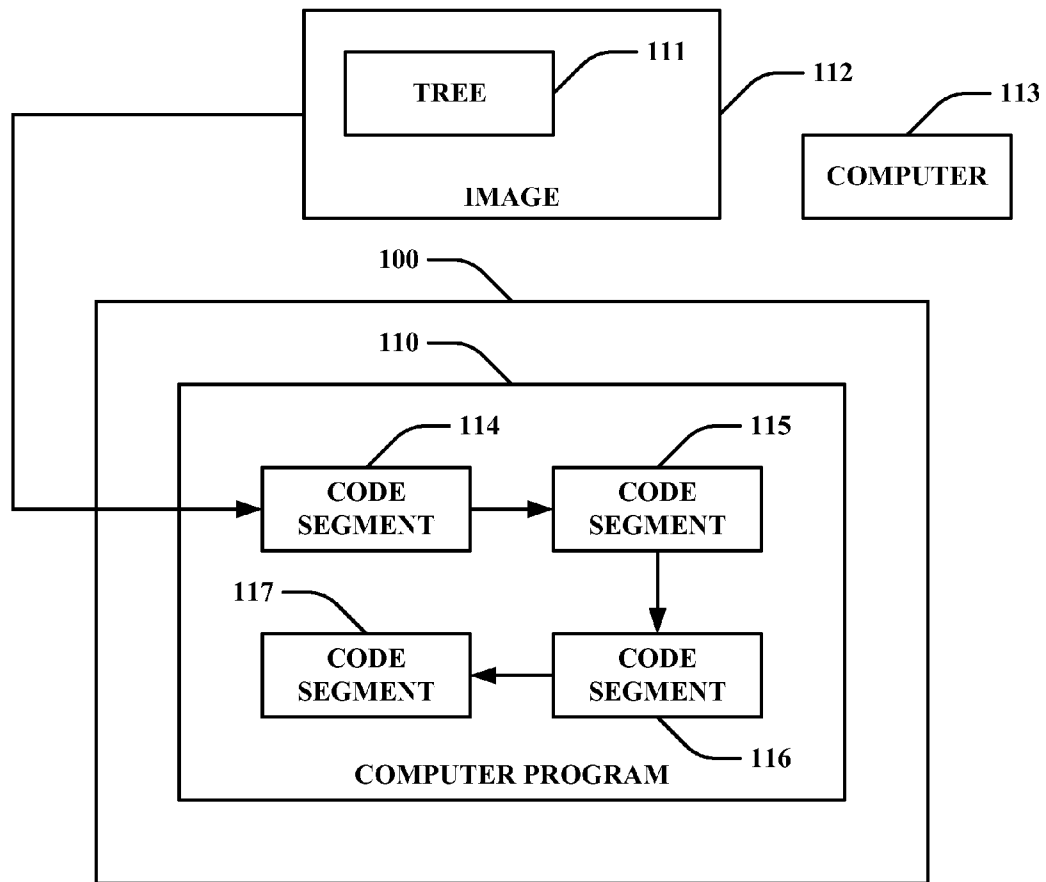 111
112
TREE
113
COMPUTER
IMAGE
100
110
114
115
CODE
SEGMENT
CODE
SEGMENT
117
CODE
SEGMENT
CODE
SEGMENT
116
COMPUTER PROGRAM